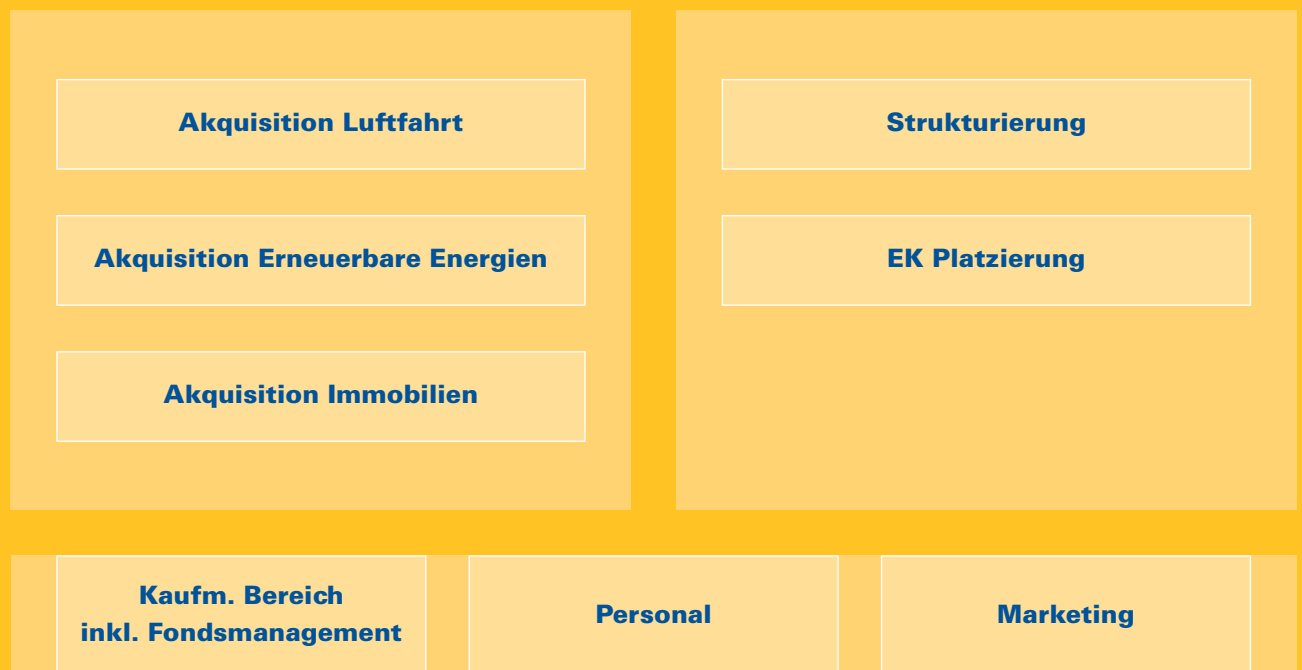 Akquisition Luftfahrt
Akquisition Erneuerbare Energien
Akquisition Immobilien
Strukturierung
EK Platzierung
Kaufm. Bereich
inkl. Fondsmanagement
Personal
Marketing